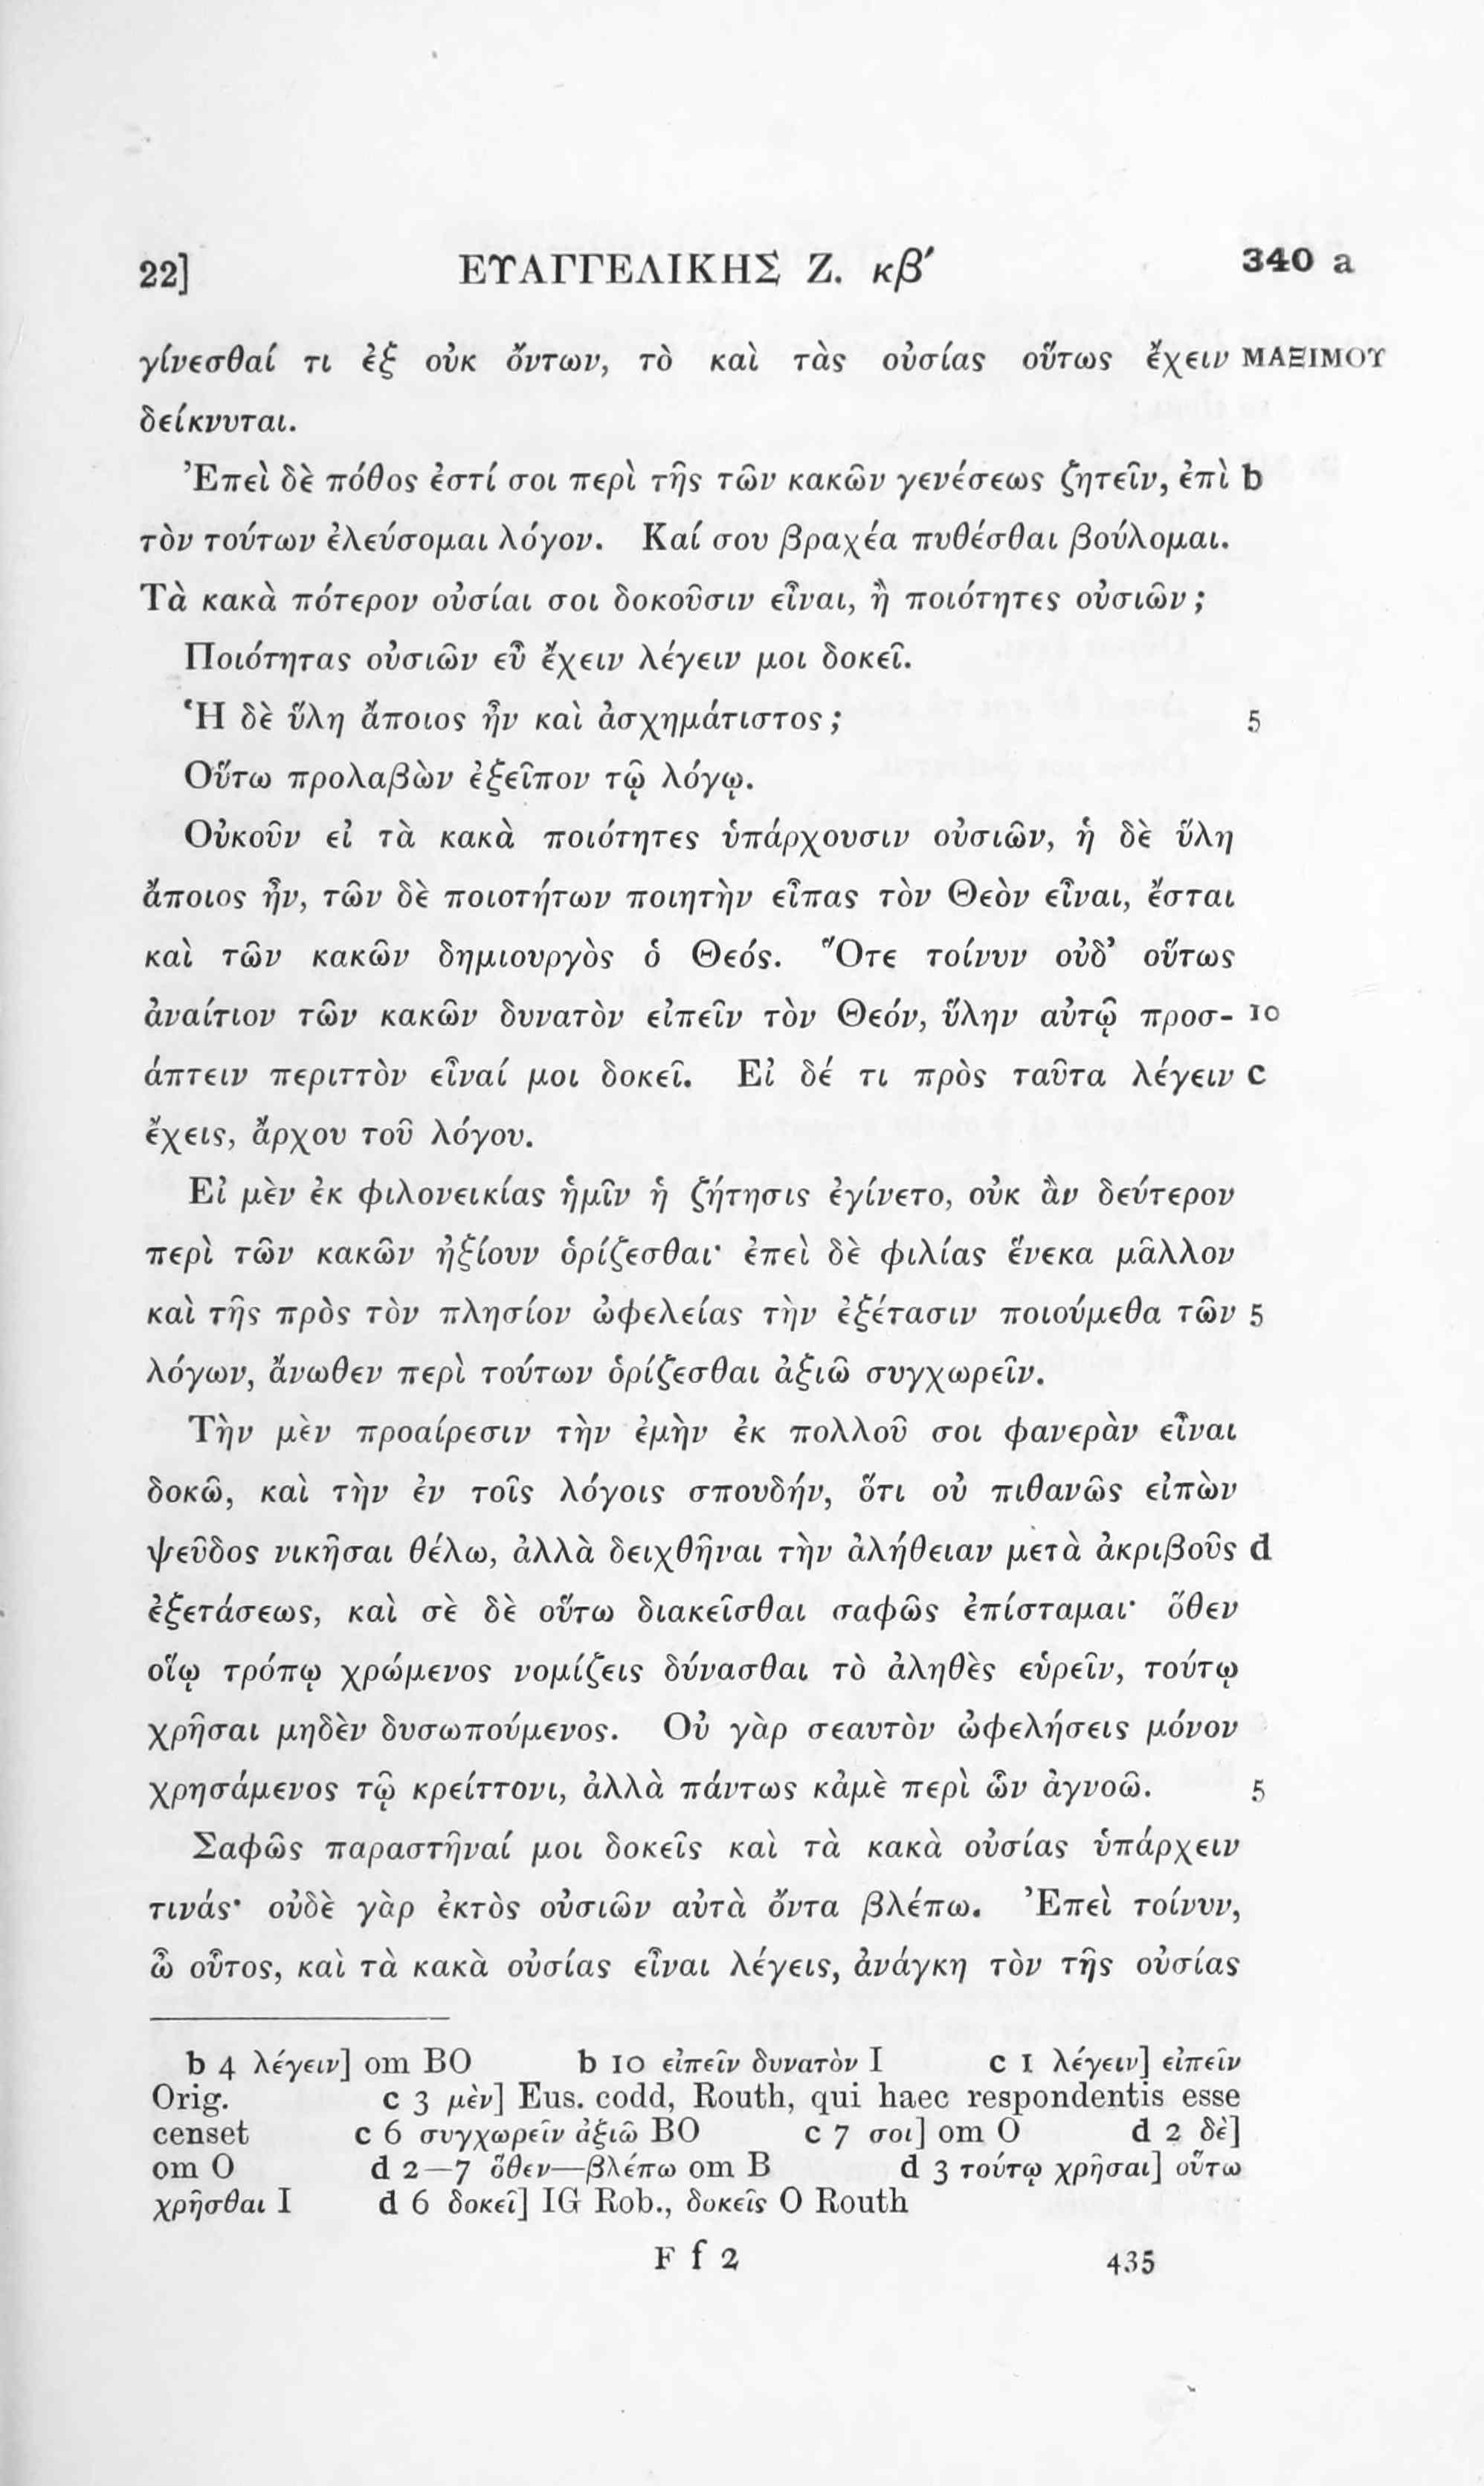 22] ΕΥΑΓΓΕΛΙΚΗΣ Ζ. κβʹ 340 a
γίνεσθαί τι ἐξ οὐκ ὄντων, τὸ καὶ τὰς οὐσίας οὕτως ἔχειν ΜΑΞΙΜΟΥ
δείκνυται.
Ἐπεὶ δὲ πόθος ἐστί σοι περὶ τῆς τῶν κακῶν γενέσεως ζητεῖν, ἐπὶ b
τὸν τούτων ἐλεύσομαι λόγον. Καί σου βραχέα πυθέσθαι βούλομαι.
Τὰ κακὰ πότερον οὐσίαι σοι δοκοῦσιν εἶναι, ἢ ποιότητες οὐσιῶν;
Ποιότητας οὐσιῶν εὖ ἔχειν λέγειν μοι δοκεῖ.
Ἡ δὲ ὕλη ἄποιος ἦν καὶ ἀσχημάτιστος; 5
Οὕτω προλαβὼν ἐξεῖπον τῷ λόγῳ.
Οὐκοῦν εἰ τὰ κακὰ ποιότητες ὑπάρχουσιν οὐσιῶν, ἡ δὲ ὕλη
ἄποιος ἦν, τῶν δὲ ποιοτήτων ποιητὴν εἶπας τὸν Θεὸν εἶναι, ἔσται
καὶ τῶν κακῶν δημιουργὸς ὁ Θεός. Ὅτε τοίνυν οὐδ’ οὕτως
ἀναίτιον τῶν κακῶν δυνατὸν εἰπεῖν τὸν Θεόν, ὕλην αὐτῷ προσ- 10
άπτειν περιττὸν εἶναί μοι δοκεῖ. Εἰ δέ τι πρὸς ταῦτα λέγειν c
ἔχεις, ἄρχου τοῦ λόγου.
Εἰ μὲν ἐκ φιλονεικίας ἡμῖν ἡ ζήτησις ἐγίνετο, οὐκ ἂν δεύτερον
περὶ τῶν κακῶν ἠξίουν ὁρίζεσθαι· ἐπεὶ δὲ φιλίας ἕνεκα μᾶλλον
καὶ τῆς πρὸς τὸν πλησίον ὠφελείας τὴν ἐξέτασιν ποιούμεθα τῶν 5
λόγων, ἄνωθεν περὶ τούτων ὁρίζεσθαι ἀξιῶ συγχωρεῖν.
Τὴν μὲν προαίρεσιν τὴν ἐμὴν ἐκ πολλοῦ σοι φανερὰν εἶναι
δοκῶ, καὶ τὴν ἐν τοῖς λόγοις σπουδήν, ὅτι οὐ πιθανῶς εἰπὼν
ψεῦδος νικῆσαι θέλω, ἀλλὰ δειχθῆναι τὴν ἀλήθειαν μετὰ ἀκριβοῦς d
ἐξετάσεως, καὶ σὲ δὲ οὕτω διακεῖσθαι σαφῶς ἐπίσταμαι· ὅθεν
οἵῳ τρόπῳ χρώμενος νομίζεις δύνασθαι τὸ ἀληθὲς εὑρεῖν, τούτῳ
χρῆσαι μηδὲν δυσωπούμενος. Οὐ γὰρ σεαυτὸν ὠφελήσεις μόνον
χρησάμενος τῷ κρείττονι, ἀλλὰ πάντως κἀμὲ περὶ ὧν ἀγνοῶ. 5
Σαφῶς παραστῆναί μοι δοκεῖς καὶ τὰ κακὰ οὐσίας ὑπάρχειν
τινάς· οὐδὲ γὰρ ἐκτὸς οὐσιῶν αὐτὰ ὄντα βλέπω. Ἐπεὶ τοίνυν,
ὦ οὗτος, καὶ τὰ κακὰ οὐσίας εἶναι λέγεις, ἀνάγκη τὸν τῆς οὐσίας
b 4 λέγειν] om BO b 10 εἰπεῖν δυνατὸν I c 1 λέγειν] εἰπεῖν
Orig. c 3 μὲν] Eus. codd, Routh, qui haec respondentis esse
censet c 6 συγχωρεῖν ἀξιῶ BO c 7 σοι] om O d 2 δὲ]
om O d 2—7 ὅθεν—βλέπω om B d 3 τούτῳ χρῆσαι] οὕτω
χρῆσθαι I d 6 δοκεῖ] IG Rob., δοκεῖς O Routh
F f 2 435